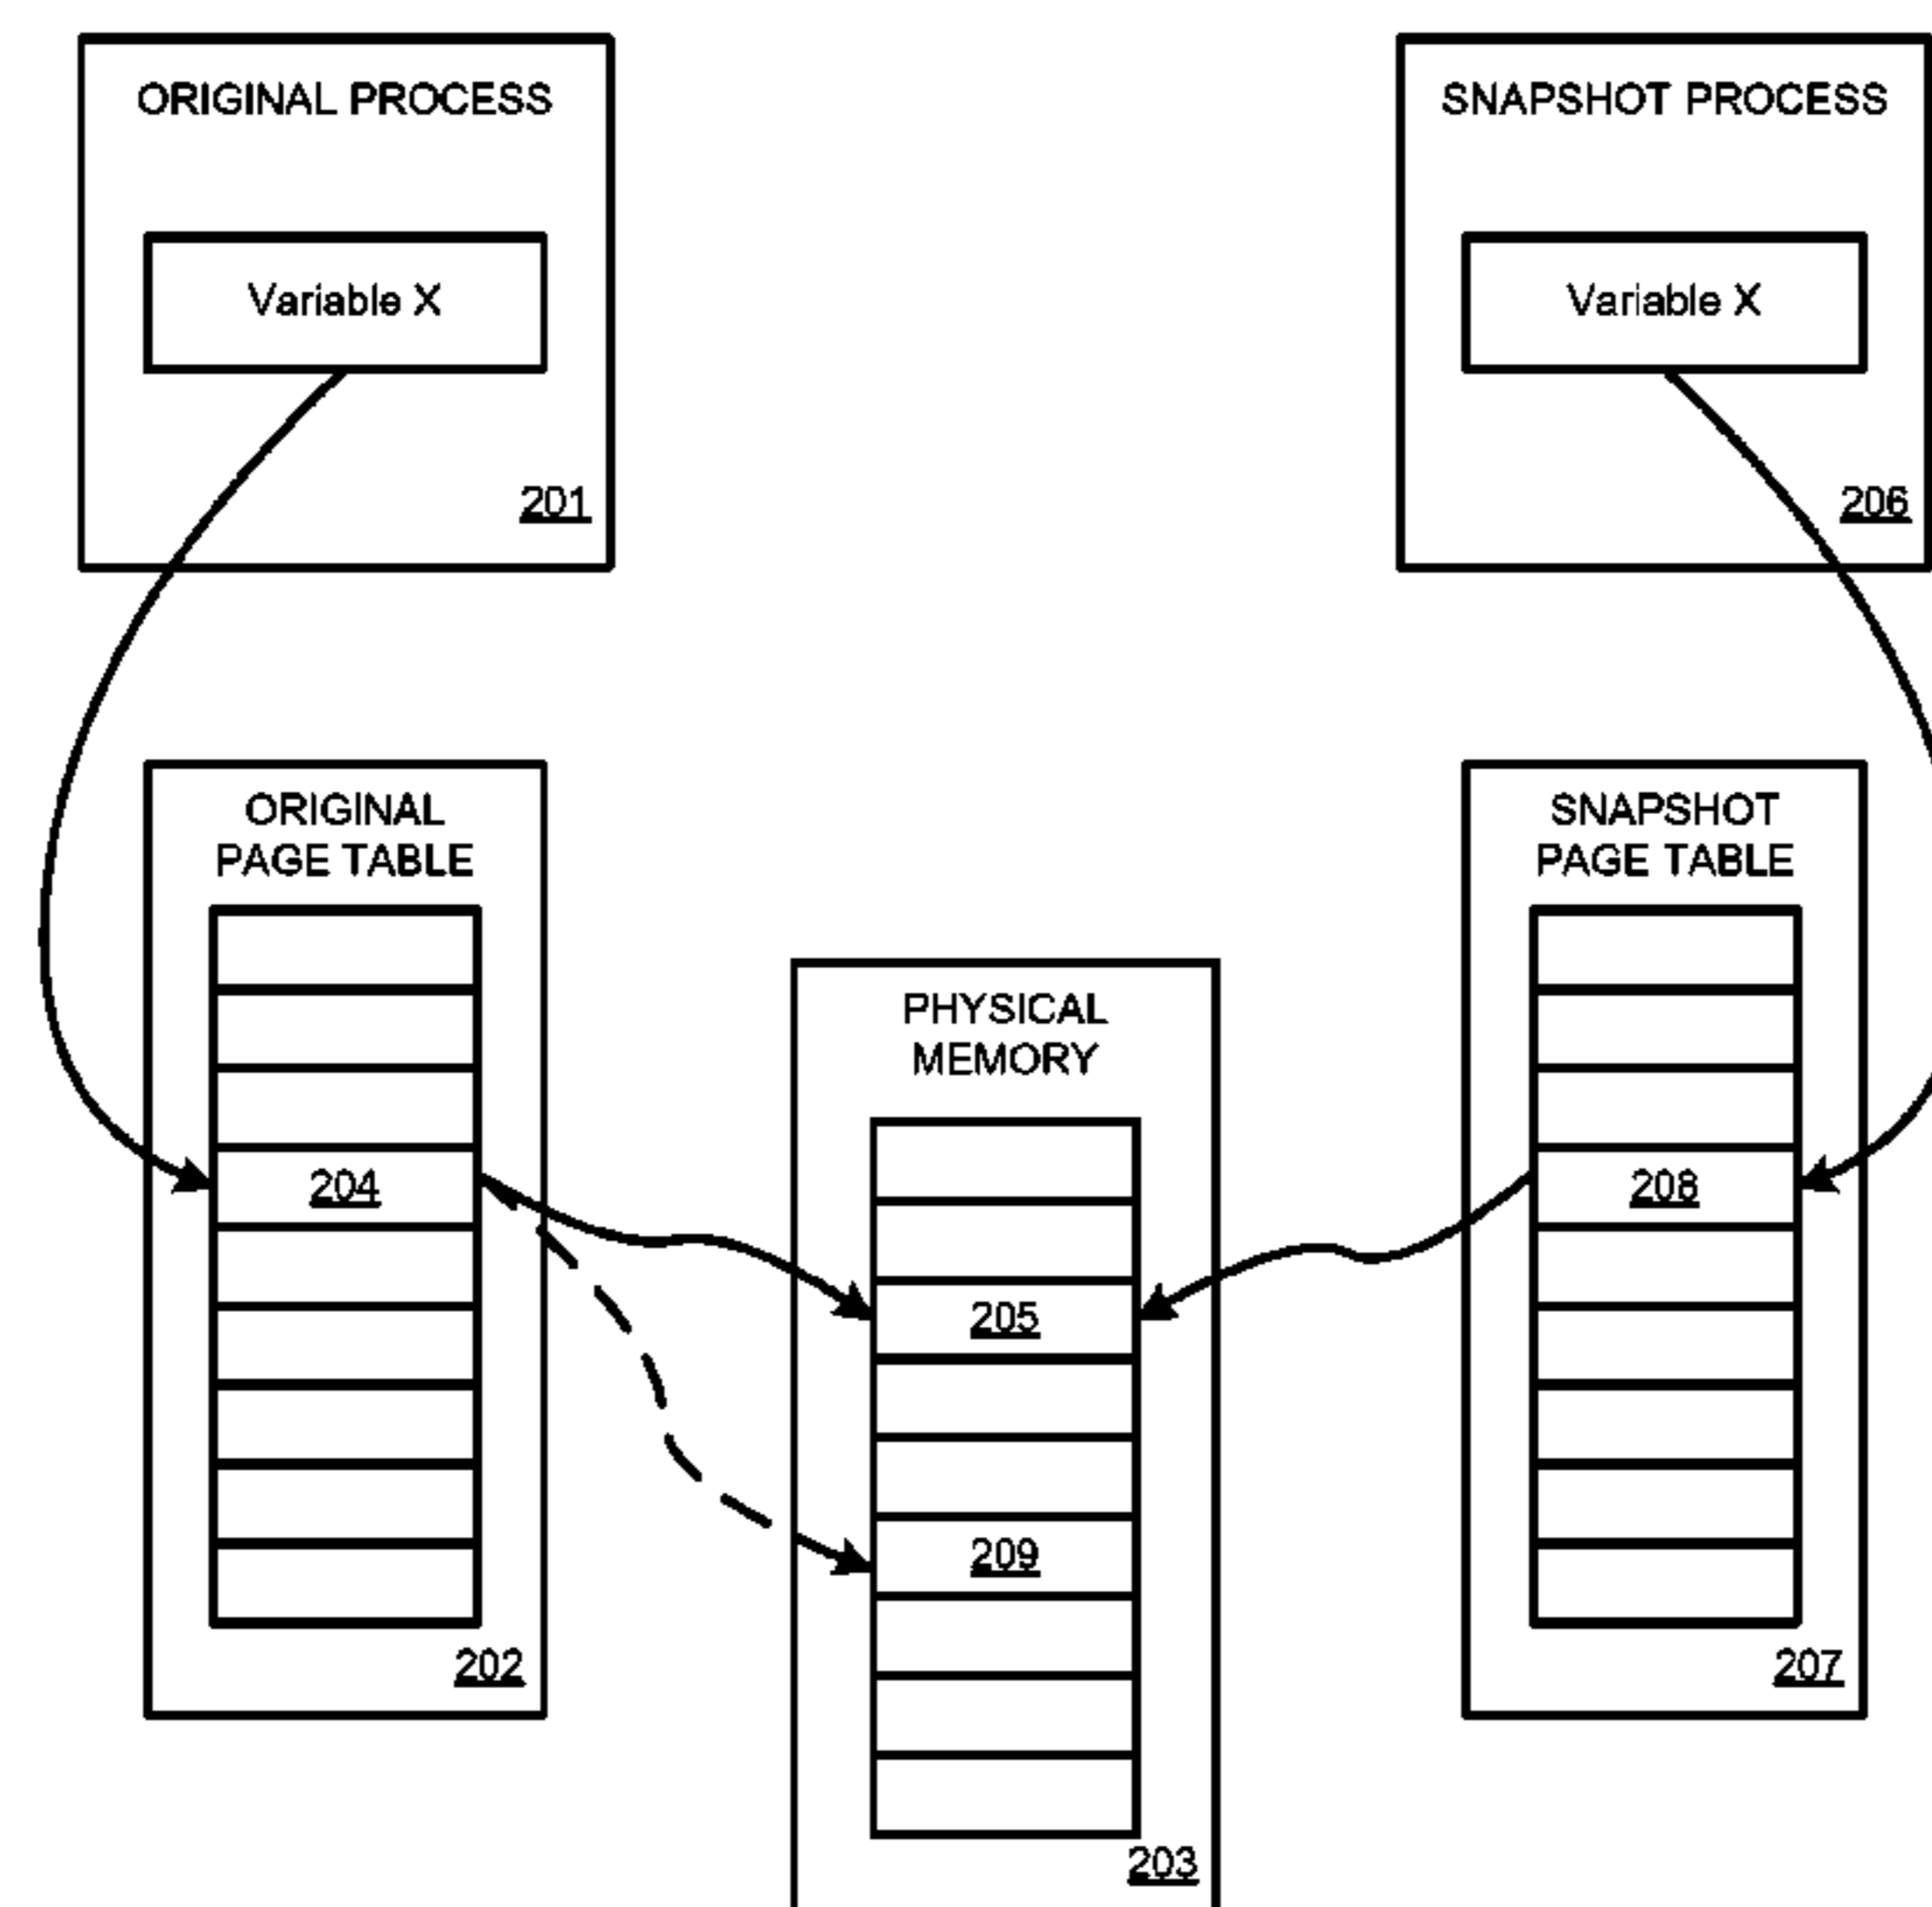 ORIGINAL PROCESS
Variable X
201
SNAPSHOT PROCESS
Variable X
206
ORIGINAL
PAGE TABLE
204
202
PHYSICAL
MEMORY
205
209
203
SNAPSHOT
PAGE TABLE
208
207